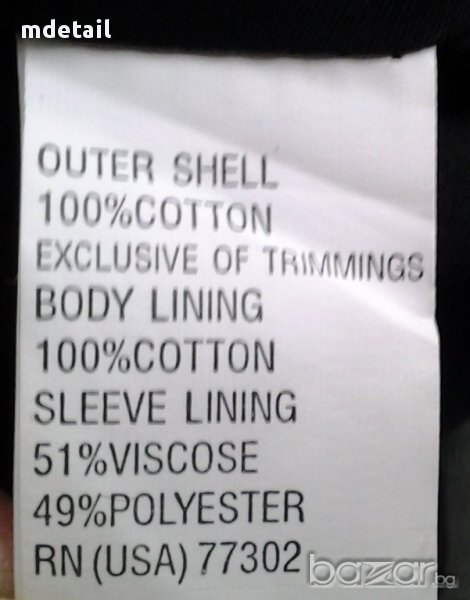 mdetail
OUTER SHELL
100%COTTON
EXCLUSIVE OF TRIMMINGS
BODY LINING
100%COTTON
SLEEVE LINING
51%VISCOSE
49%POLYESTER
RN (USA) 77302
bazar.bg